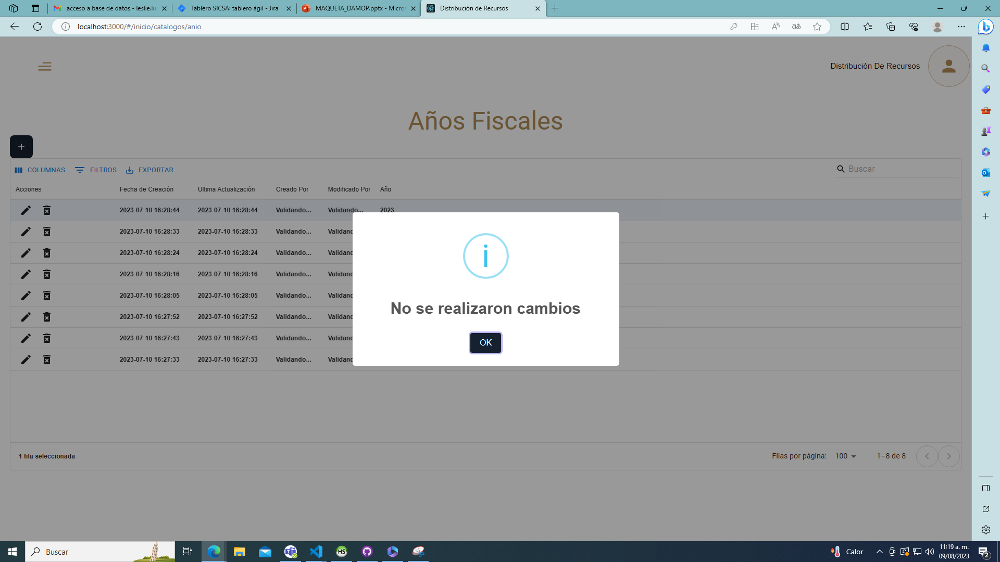 acceso a base de datos - leslie.lu
Tablero SICSA: tablero ágil - Jira
MAQUETA_DAMOP.pptx - Micros
Distribución de Recursos
localhost:3000/#/inicio/catalogos/anio
Distribución De Recursos
Años Fiscales
+
COLUMNAS
FILTROS
EXPORTAR
Buscar
Acciones Fecha de Creación Ultima Actualización Creado Por Modificado Por Año
2023-07-10 16:28:44 2023-07-10 16:28:44 Validando... Validando... 2023
2023-07-10 16:28:33 2023-07-10 16:28:33 Validando... Validand
2023-07-10 16:28:24 2023-07-10 16:28:24 Validando... Validand
2023-07-10 16:28:16 2023-07-10 16:28:16 Validando... Validand
2023-07-10 16:28:05 2023-07-10 16:28:05 Validando... Validand
2023-07-10 16:27:52 2023-07-10 16:27:52 Validando... Validand
2023-07-10 16:27:43 2023-07-10 16:27:43 Validando... Validand
2023-07-10 16:27:33 2023-07-10 16:27:33 Validando... Validand
i
No se realizaron cambios
OK
1 fila seleccionada
Filas por página: 100 1–8 de 8
Buscar
HS
Calor
11:19 a. m.
09/08/2023
2